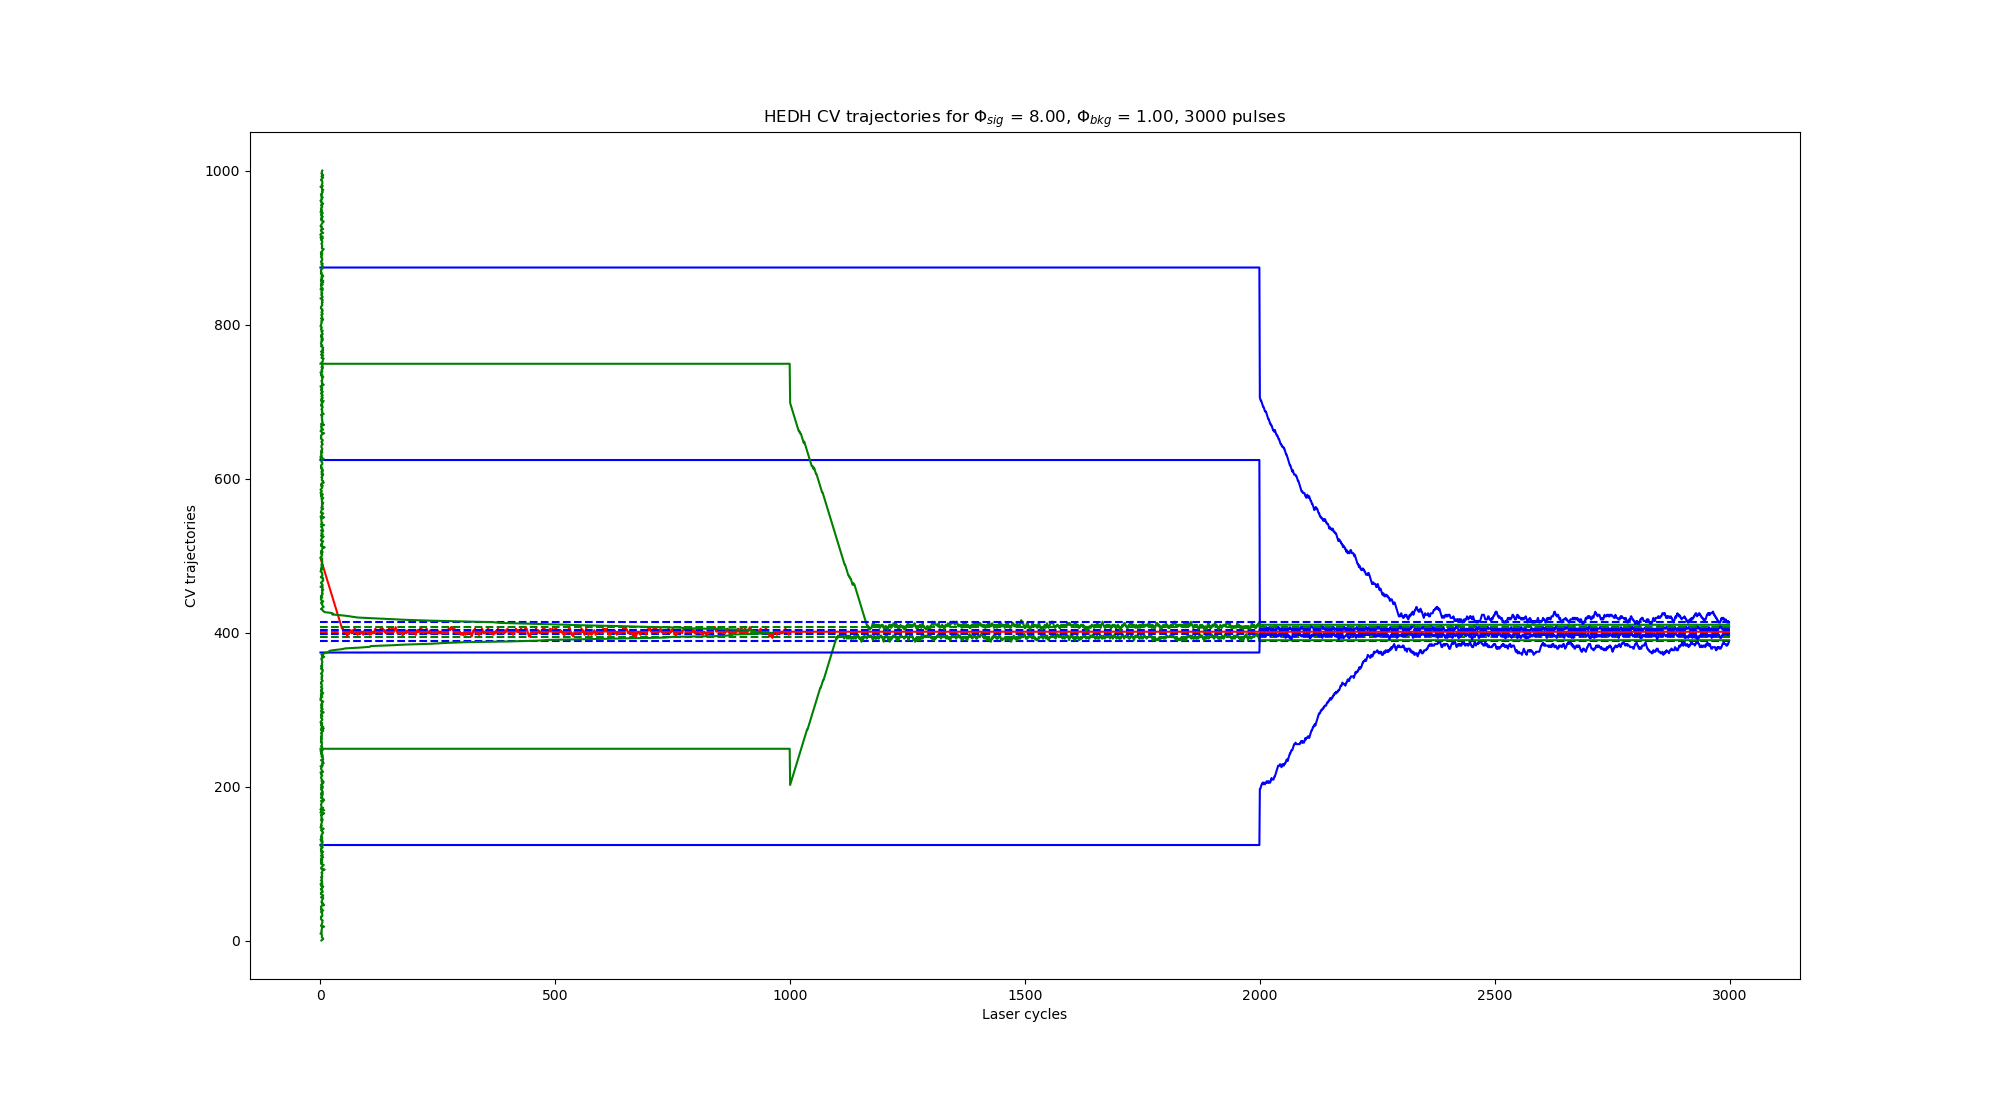 HEDH CV trajectories for Φsig = 8.00, Φbkg = 1.00, 3000 pulses
1000
800
600
400
200
0
CV trajectories
0 500 1000 1500 2000 2500 3000
Laser cycles